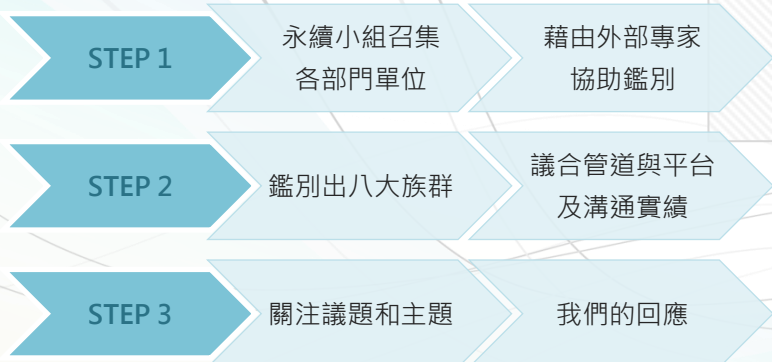 STEP 1
永續小組召集
各部門單位
藉由外部專家
協助鑑別
STEP 2
鑑別出八大族群
議合管道與平台
及溝通實績
STEP 3
關注議題和主題
我們的回應